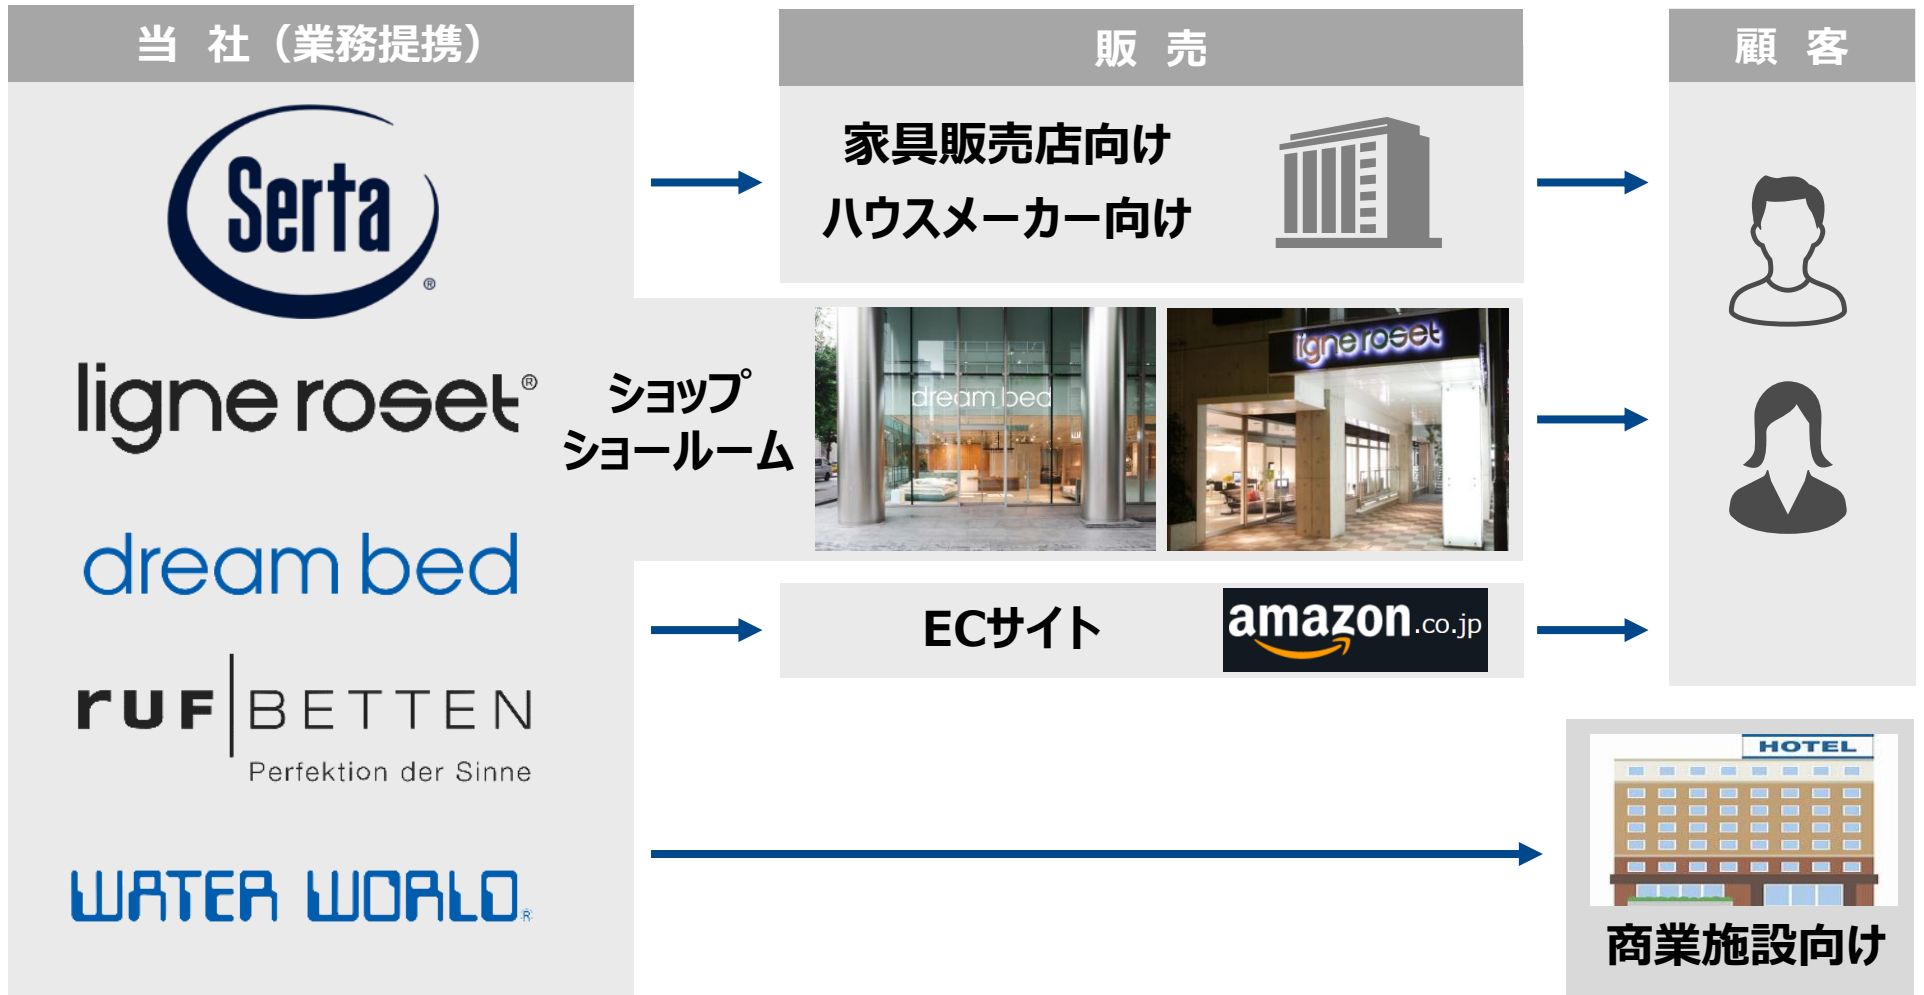 当 社（業務提携）
Serta
®
ligne roset®
dream bed
ruf BETTEN
Perfektion der Sinne
WATER WORLD®
販 売
家具販売店向け
ハウスメーカー向け
ショップ
ショールーム
dream bed
ligne roset
ECサイト
amazon.co.jp
顧 客
HOTEL
商業施設向け